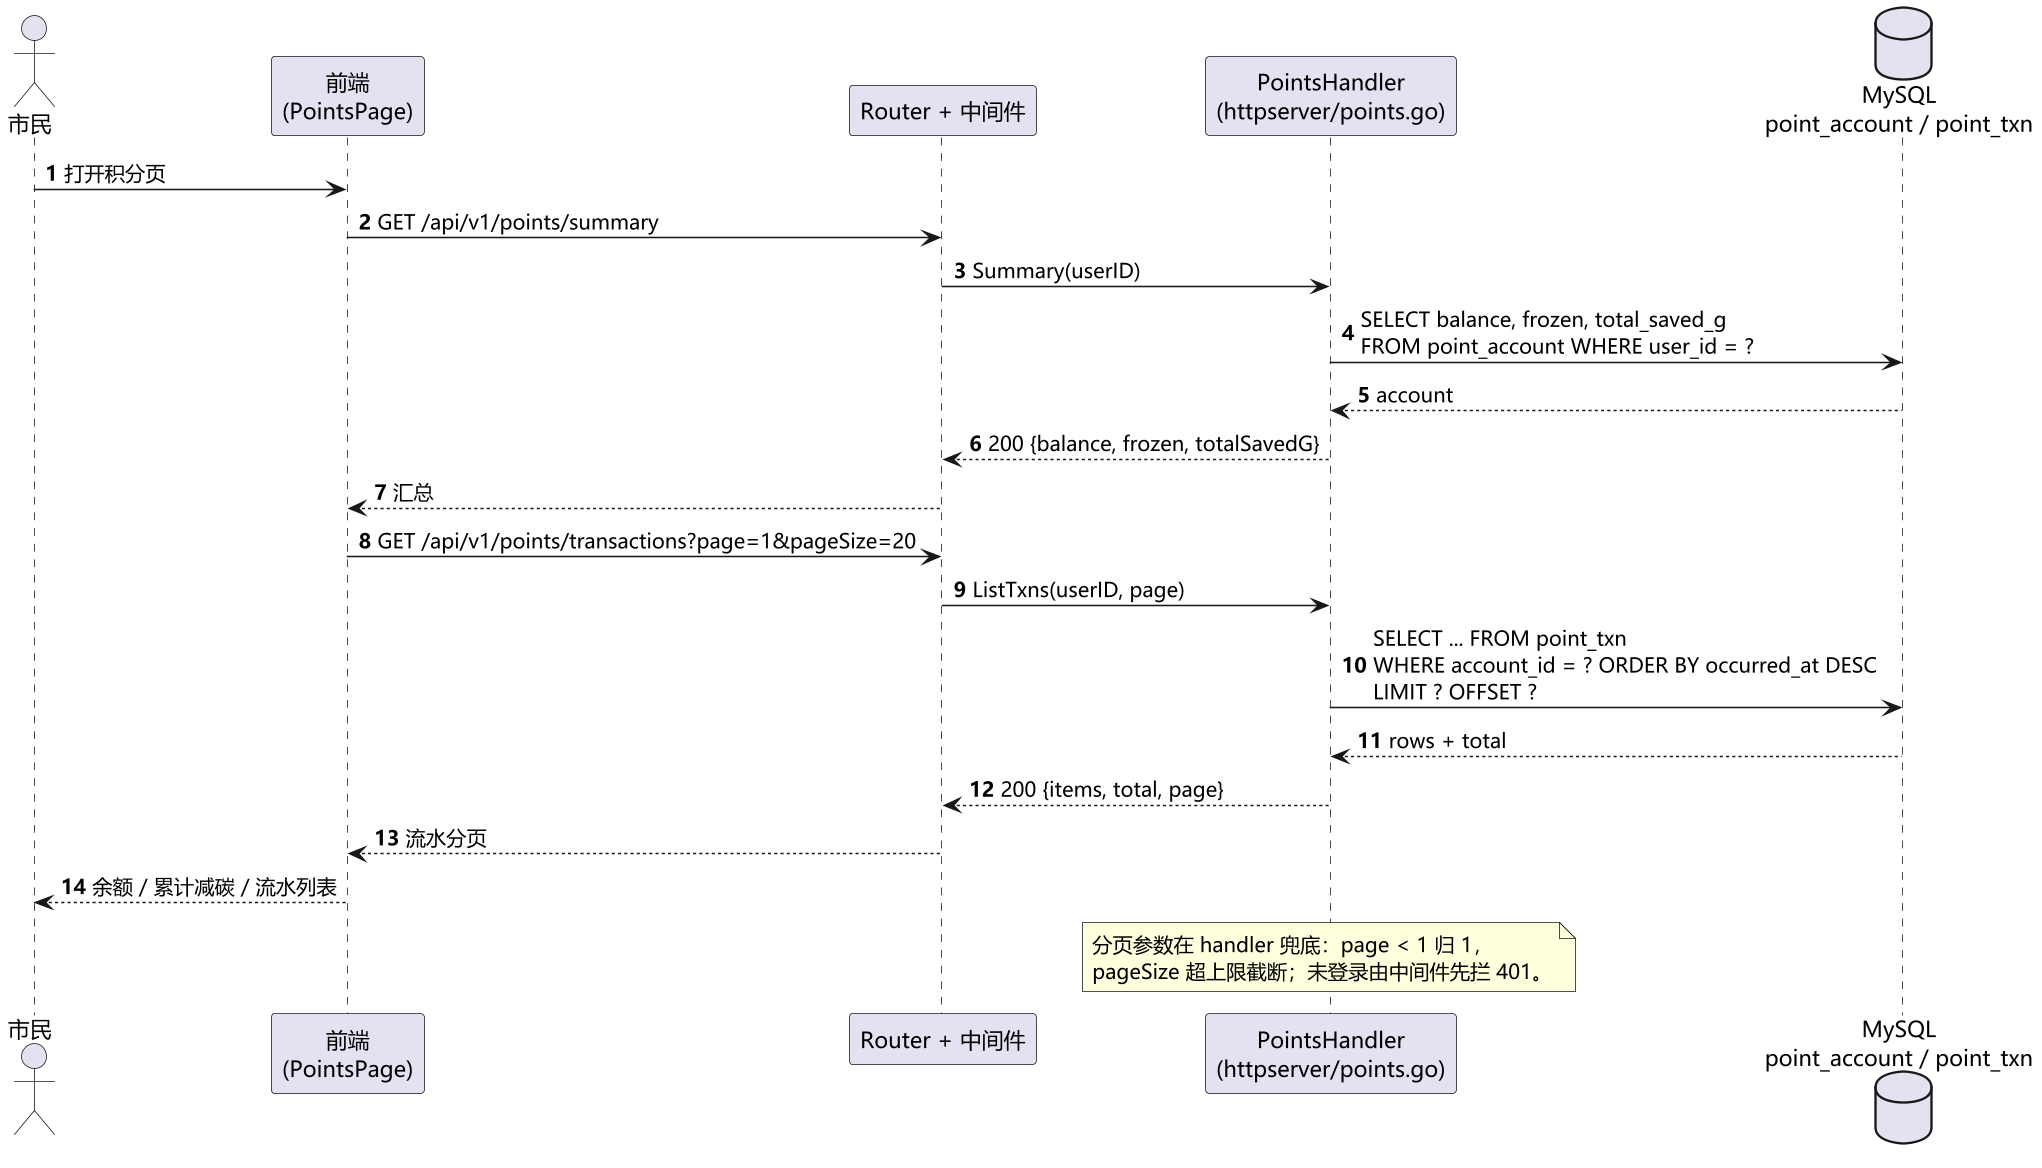 市民
前端
(PointsPage)
Router + 中间件
PointsHandler
(httpserver/points.go)
MySQL
point_account / point_txn
1 打开积分页
2 GET /api/v1/points/summary
3 Summary(userID)
4 SELECT balance, frozen, total_saved_g
FROM point_account WHERE user_id = ?
5 account
6 200 {balance, frozen, totalSavedG}
7 汇总
8 GET /api/v1/points/transactions?page=1&pageSize=20
9 ListTxns(userID, page)
SELECT ... FROM point_txn
10 WHERE account_id = ? ORDER BY occurred_at DESC
LIMIT ? OFFSET ?
11 rows + total
12 200 {items, total, page}
13 流水分页
14 余额 / 累计减碳 / 流水列表
分页参数在 handler 兜底：page < 1 归 1，
pageSize 超上限截断；未登录由中间件先拦 401。
市民
前端
(PointsPage)
Router + 中间件
PointsHandler
(httpserver/points.go)
MySQL
point_account / point_txn